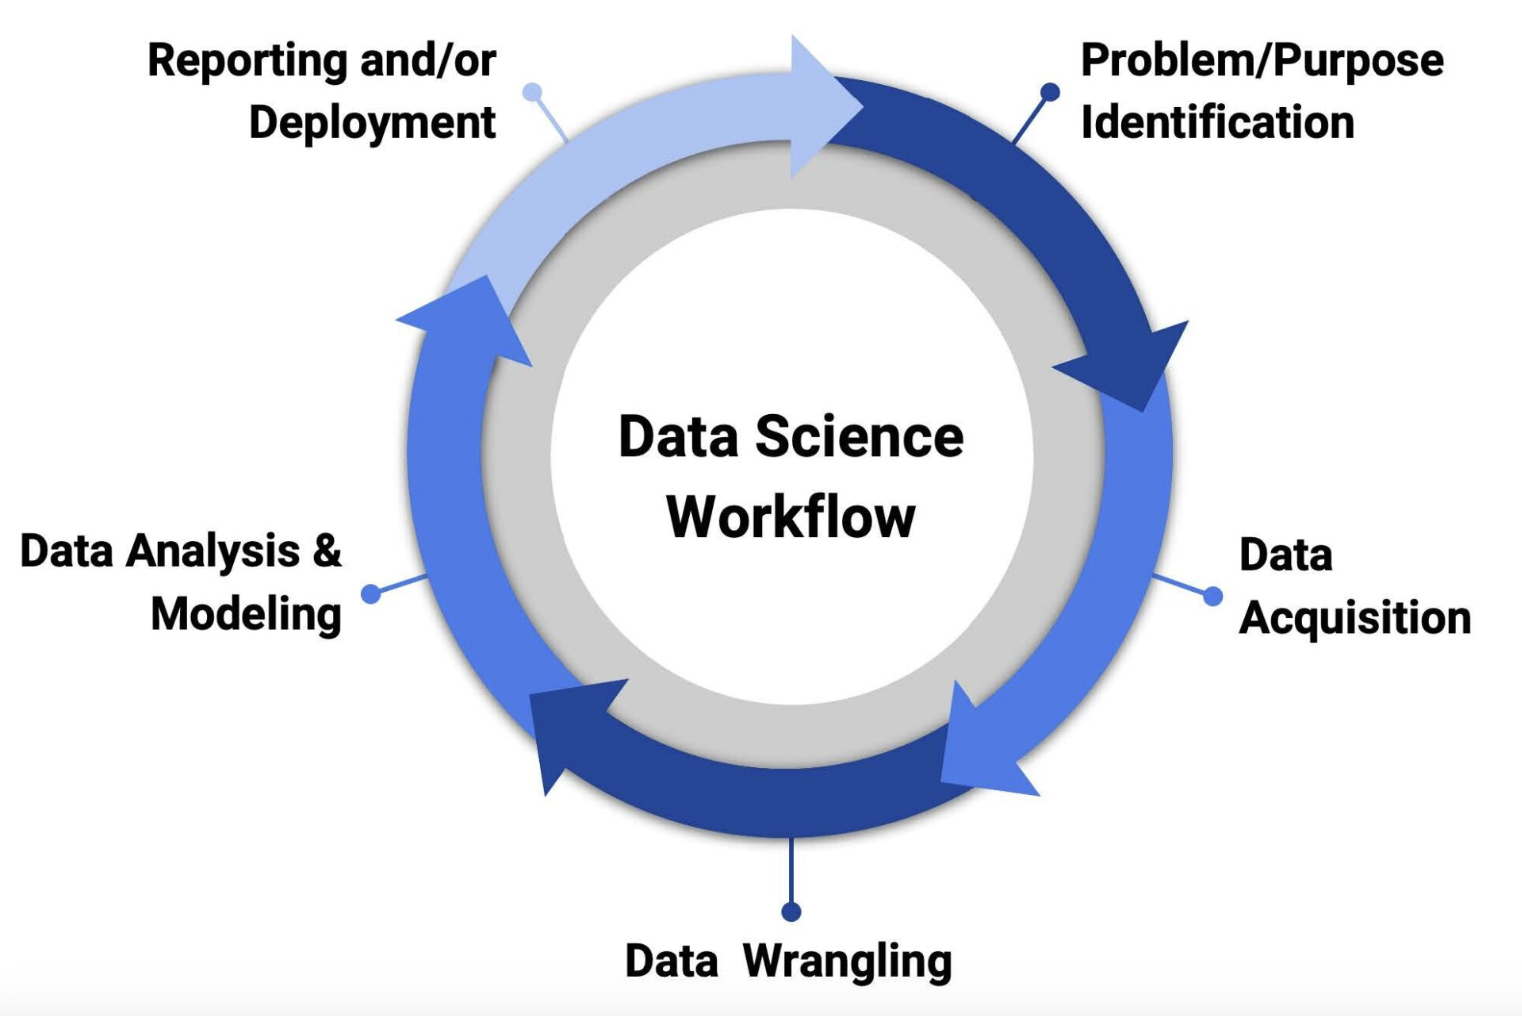 Reporting and/or
Deployment
Problem/Purpose
Identification
Data Science
Workflow
Data Analysis &
Modeling
Data
Acquisition
Data Wrangling